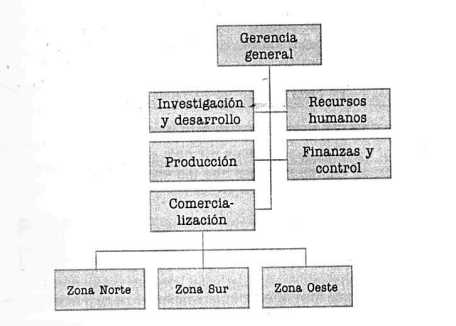 Gerencia
general
Investigación
y desarrollo
Recursos
humanos
Producción
Finanzas y
control
Comercia-
lización
Zona Norte
Zona Sur
Zona Oeste